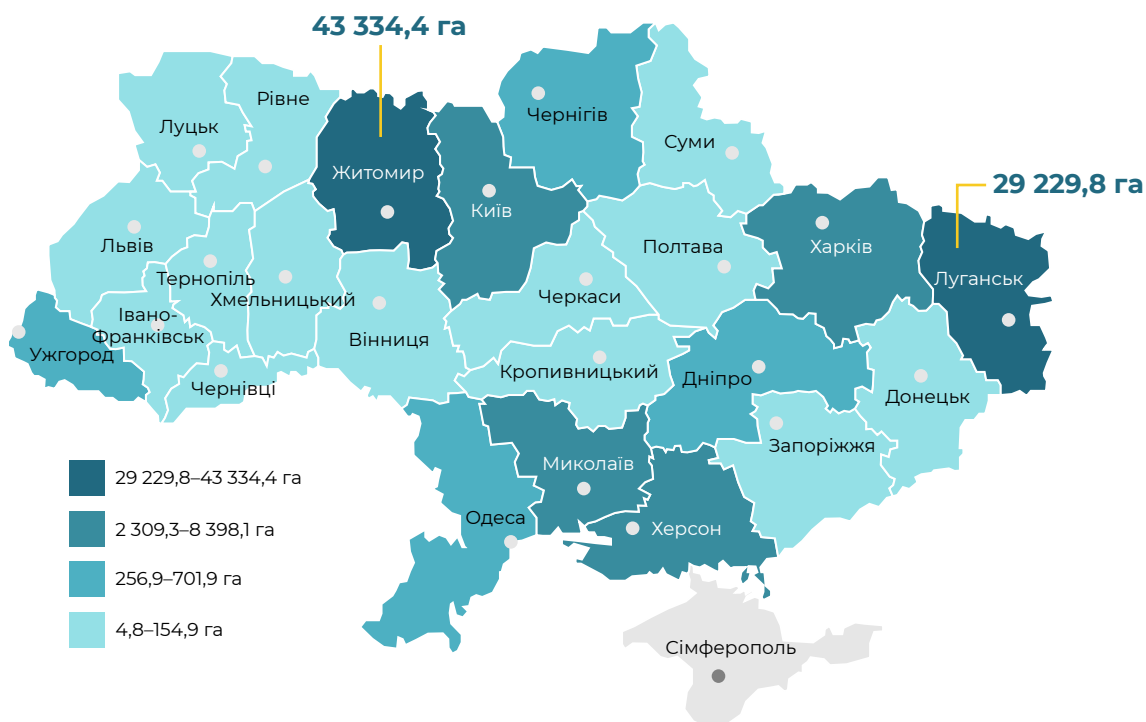 43 334,4 га
Рівне
Луцьк
Чернігів
Суми
Житомир
29 229,8 га
Київ
Львів
Полтава
Харків
Тернопіль
Луганськ
Хмельницький
Черкаси
Івано-
Франківськ
Вінниця
Ужгород
Кропивницький
Дніпро
Чернівці
Донецьк
Запоріжжя
Миколаїв
29 229,8–43 334,4 га
Одеса
Херсон
2 309,3–8 398,1 га
256,9–701,9 га
4,8–154,9 га
Сімферополь